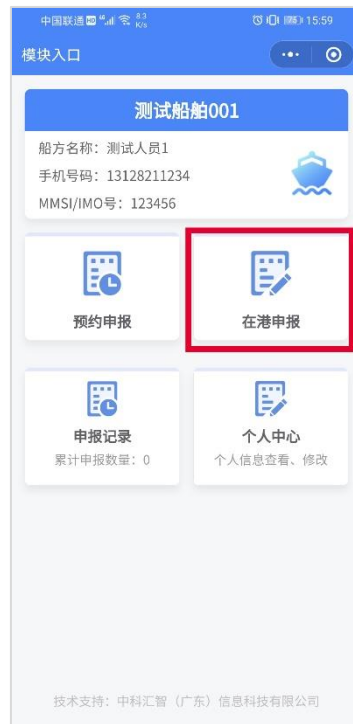 中国联通 HD 4G 8.3 K/s 15:59
模块入口
测试船舶001
船方名称：测试人员1
手机号码：13128211234
MMSI/IMO号：123456
预约申报
在港申报
申报记录
累计申报数量：0
个人中心
个人信息查看、修改
技术支持：中科汇智（广东）信息科技有限公司